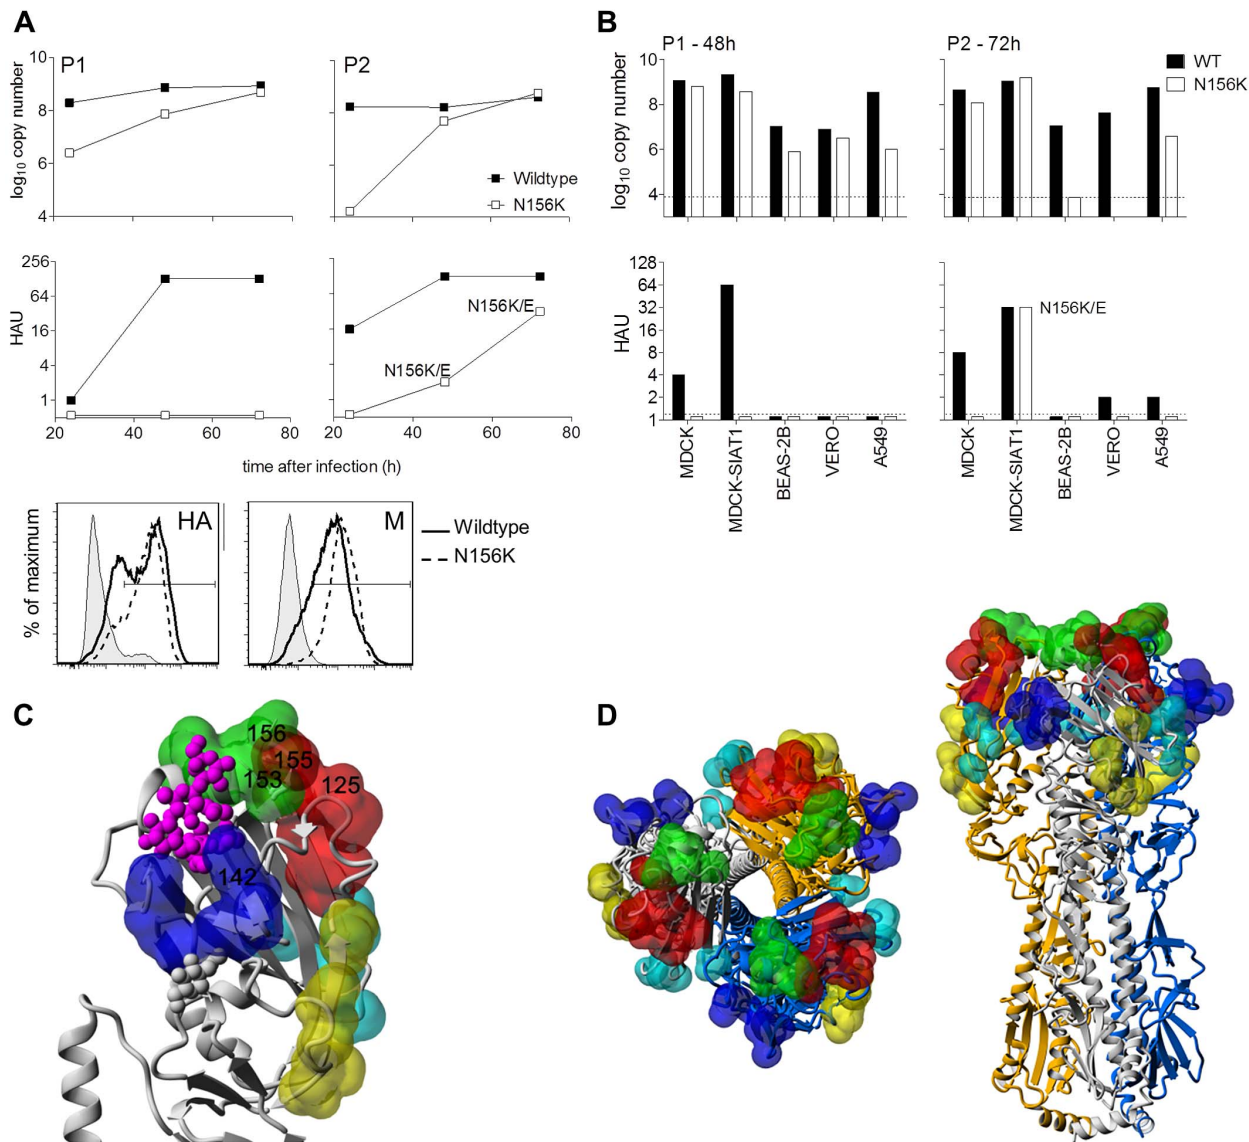 A
P1
P2
log10 copy number
10
8
6
4
Wildtype
N156K
HAU
256
64
16
4
1
N156K/E
N156K/E
20
40
60
80
20
40
60
80
time after infection (h)
% of maximum
HA
M
Wildtype
N156K
B
P1 - 48h
P2 - 72h
WT
N156K
log10 copy number
10
8
6
4
HAU
128
64
32
16
8
4
2
1
N156K/E
MDCK
MDCK-SIAT1
BEAS-2B
VERO
A549
MDCK
MDCK-SIAT1
BEAS-2B
VERO
A549
C
156
155
153
125
142
D